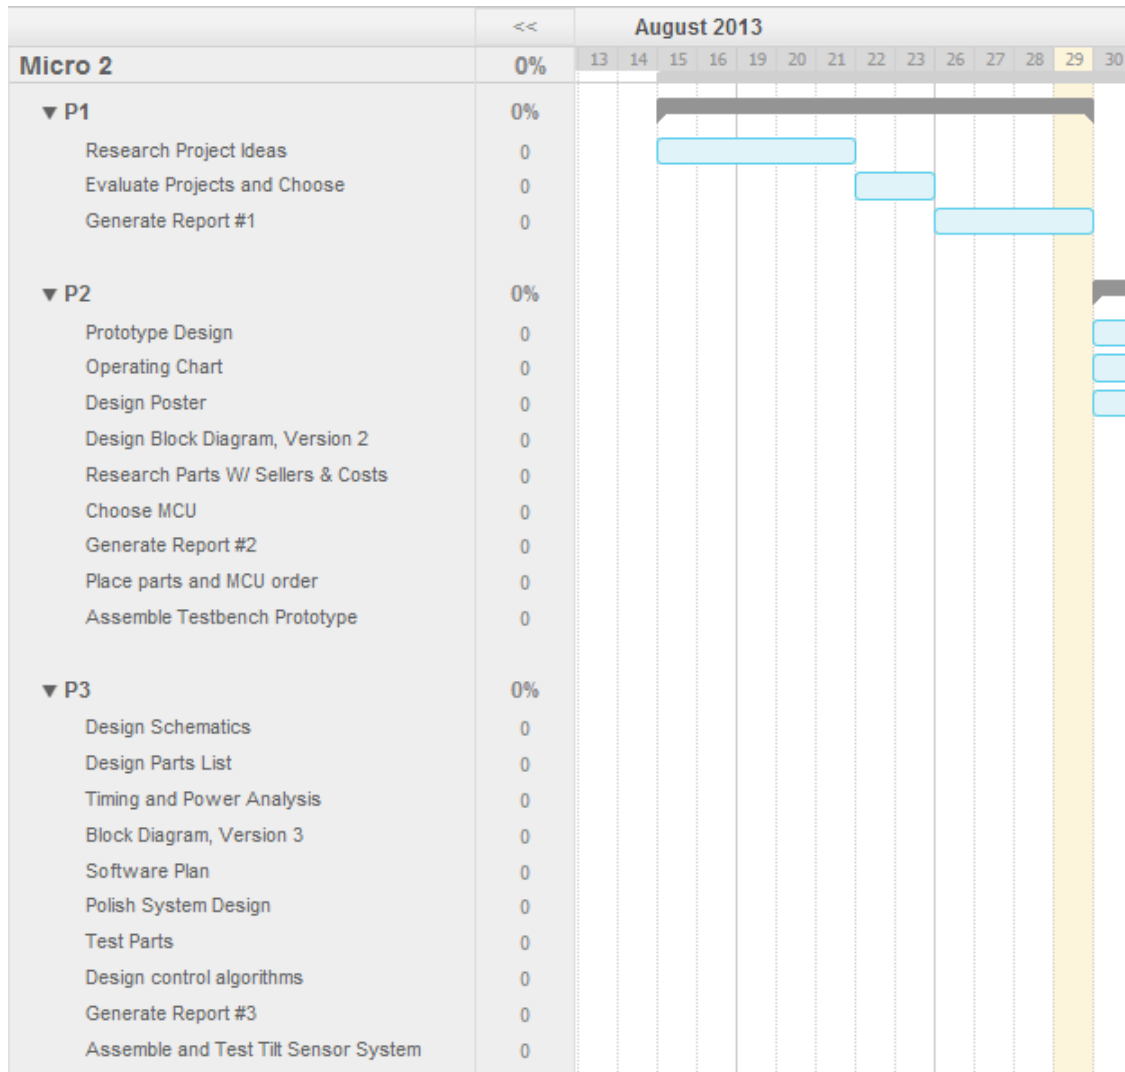 << August 2013
Micro 2 0% 13 14 15 16 19 20 21 22 23 26 27 28 29 30
▼ P1 0%
Research Project Ideas 0
Evaluate Projects and Choose 0
Generate Report #1 0
▼ P2 0%
Prototype Design 0
Operating Chart 0
Design Poster 0
Design Block Diagram, Version 2 0
Research Parts W/ Sellers & Costs 0
Choose MCU 0
Generate Report #2 0
Place parts and MCU order 0
Assemble Testbench Prototype 0
▼ P3 0%
Design Schematics 0
Design Parts List 0
Timing and Power Analysis 0
Block Diagram, Version 3 0
Software Plan 0
Polish System Design 0
Test Parts 0
Design control algorithms 0
Generate Report #3 0
Assemble and Test Tilt Sensor System 0